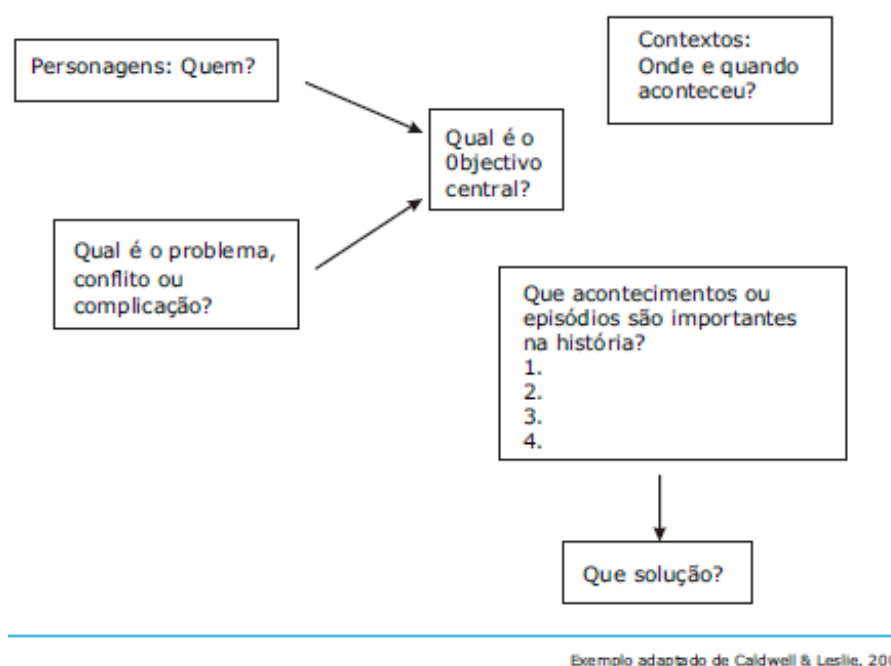 Personagens: Quem?
Contextos:
Onde e quando
aconteceu?
Qual é o
0bjectivo
central?
Qual é o problema,
conflito ou
complicação?
Que acontecimentos ou
episódios são importantes
na história?
1.
2.
3.
4.
Que solução?
Exemplo adaptado de Caldwell & Leslie,